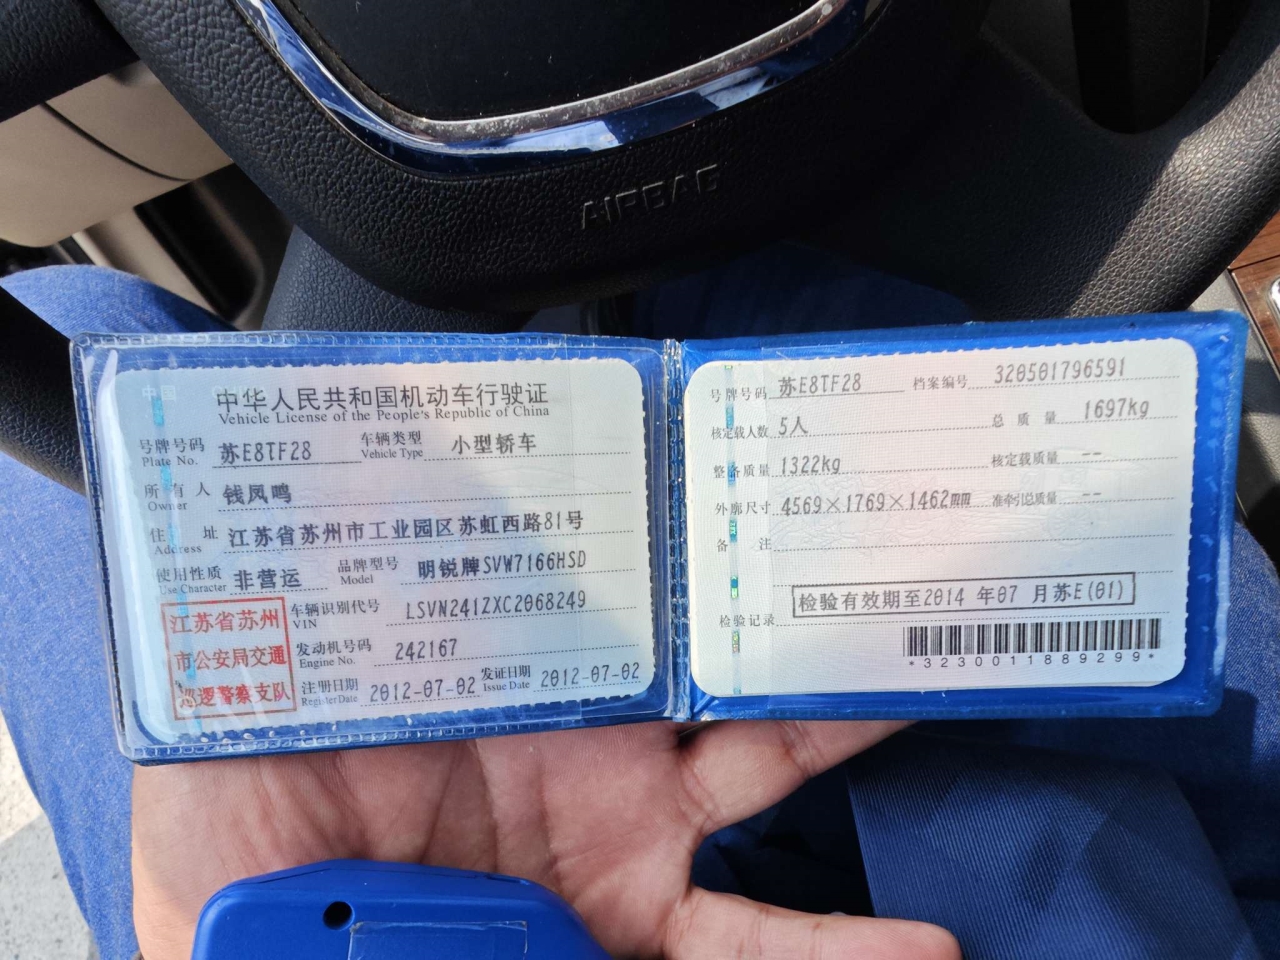 AIRBAG
中国 CHINA
中华人民共和国机动车行驶证
Vehicle License of the People's Republic of China
号牌号码 Plate No. 苏E8TF28 车辆类型 Vehicle Type 小型轿车
所有人 Owner 钱凤鸣
住址 Address 江苏省苏州市工业园区苏虹西路81号
使用性质 Use Character 非营运 品牌型号 Model 明锐牌SVW7166HSD
江苏省苏州
市公安局交通
巡逻警察支队
车辆识别代号 VIN LSVN241ZXC2068249
发动机号码 Engine No. 242167
注册日期 Register Date 2012-07-02 发证日期 Issue Date 2012-07-02
号牌号码 苏E8TF28 档案编号 320501796591
核定载人数 5人 总质量 1697kg
整备质量 1322kg 核定载质量 --
外廓尺寸 4569×1769×1462mm 准牵引总质量 --
备注
检验记录 检验有效期至2014 年07 月苏E(01)
*3230011889299*